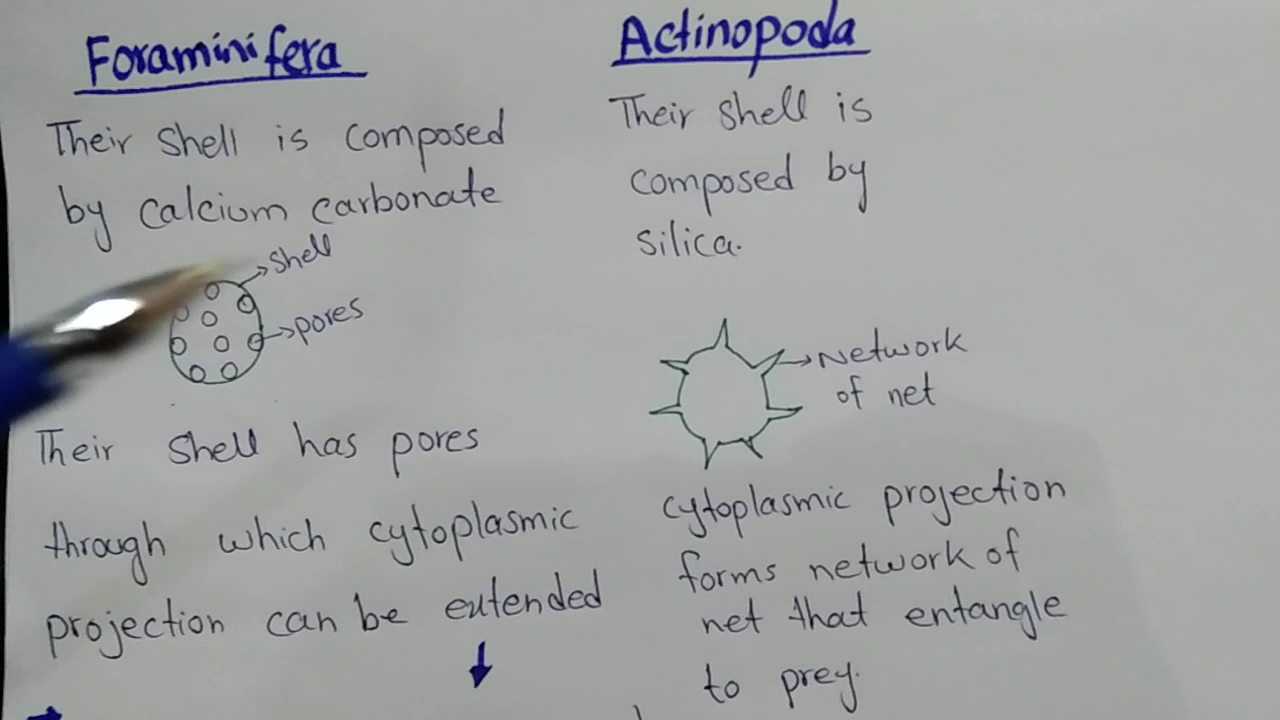 Foraminifera
Their shell is composed
by calcium carbonate
shell
pores
Their shell has pores
through which cytoplasmic
projection can be extended
Actinopoda
Their shell is
composed by
silica.
Network
of net
cytoplasmic projection
forms network of
net that entangle
to prey.